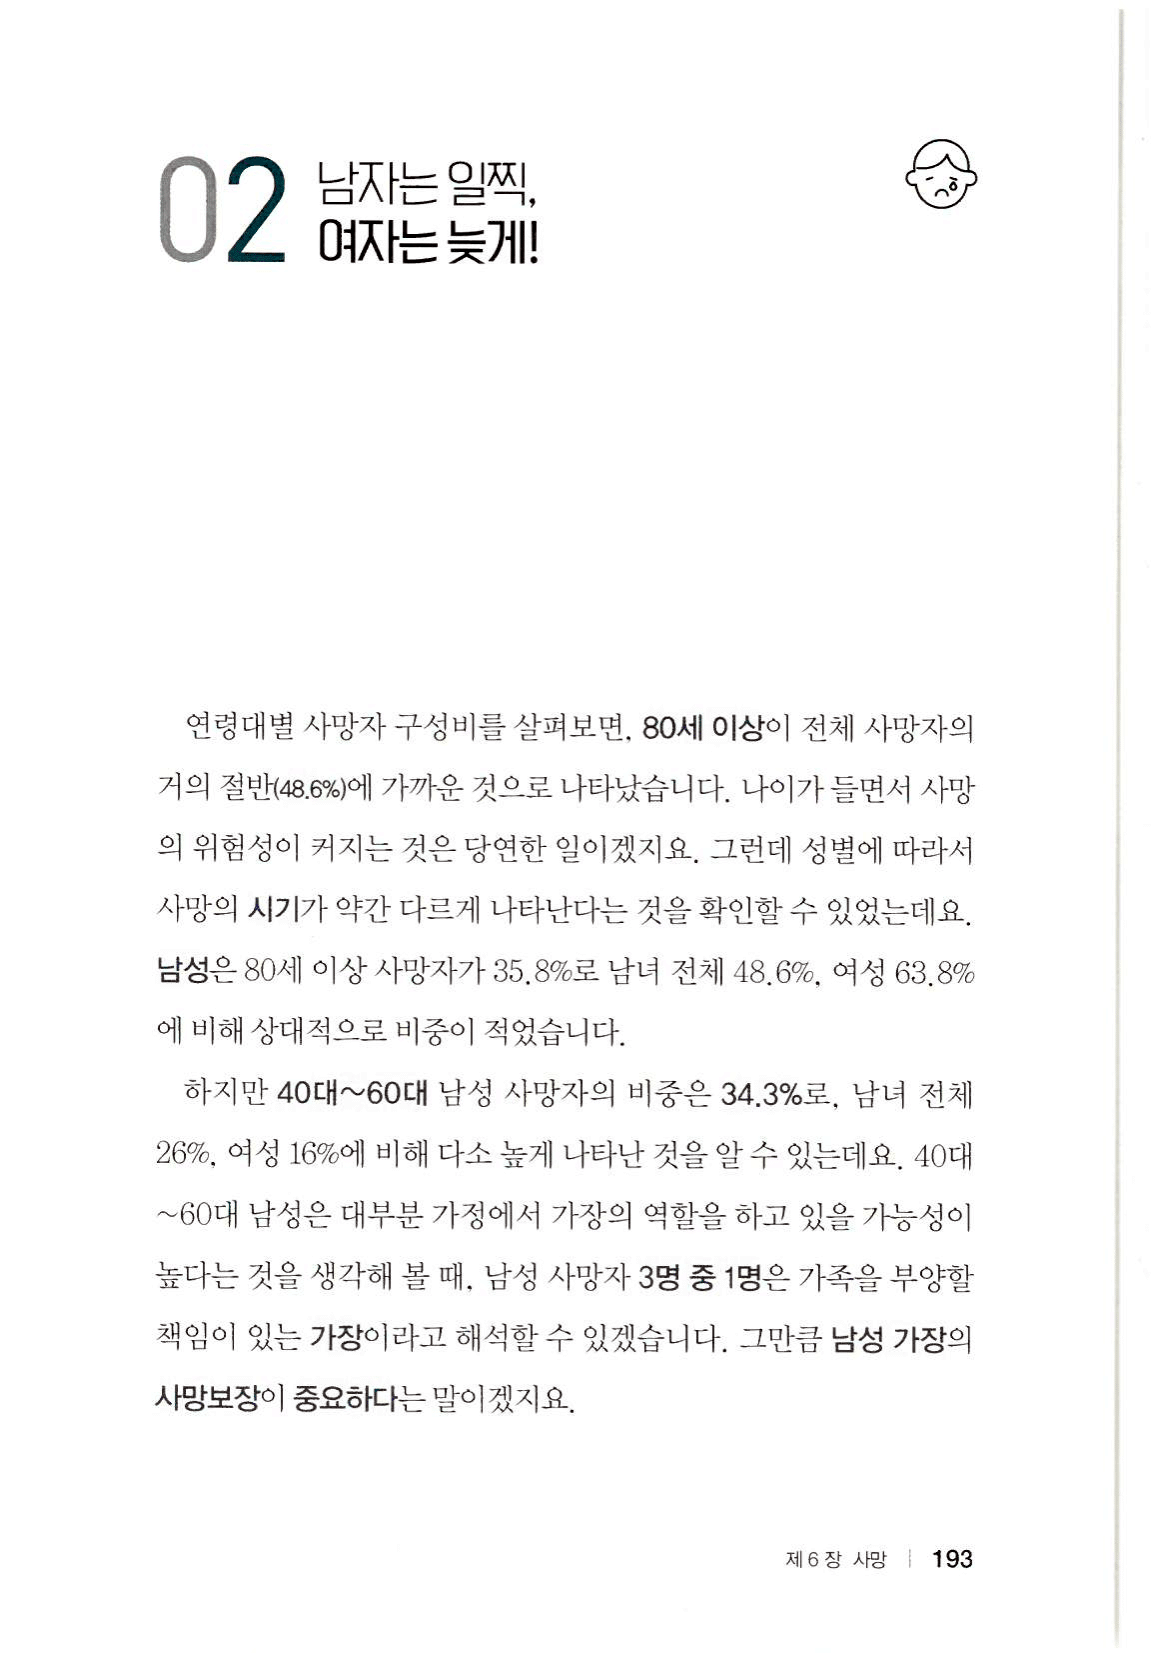 02 남자는 일찍,
여자는 늦게!
연령대별 사망자 구성비를 살펴보면, 80세 이상이 전체 사망자의
거의 절반(48.6%)에 가까운 것으로 나타났습니다. 나이가 들면서 사망
의 위험성이 커지는 것은 당연한 일이겠지요. 그런데 성별에 따라서
사망의 시기가 약간 다르게 나타난다는 것을 확인할 수 있었는데요.
남성은 80세 이상 사망자가 35.8%로 남녀 전체 48.6%, 여성 63.8%
에 비해 상대적으로 비중이 적었습니다.
하지만 40대~60대 남성 사망자의 비중은 34.3%로, 남녀 전체
26%, 여성 16%에 비해 다소 높게 나타난 것을 알 수 있는데요. 40대
~60대 남성은 대부분 가정에서 가장의 역할을 하고 있을 가능성이
높다는 것을 생각해 볼 때, 남성 사망자 3명 중 1명은 가족을 부양할
책임이 있는 가장이라고 해석할 수 있겠습니다. 그만큼 남성 가장의
사망보장이 중요하다는 말이겠지요.
제6장 사망 | 193